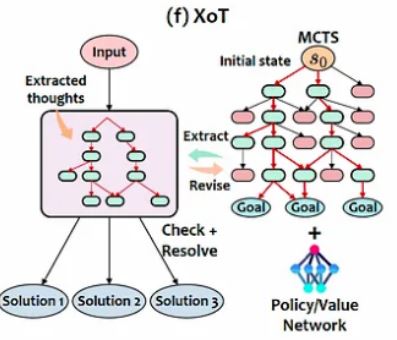 (f) XoT
MCTS
Input
Initial state
s₀
Extracted
thoughts
Extract
Revise
Goal
Goal
Goal
Check +
Resolve
+
Solution 1
Solution 2
Solution 3
Policy/Value
Network